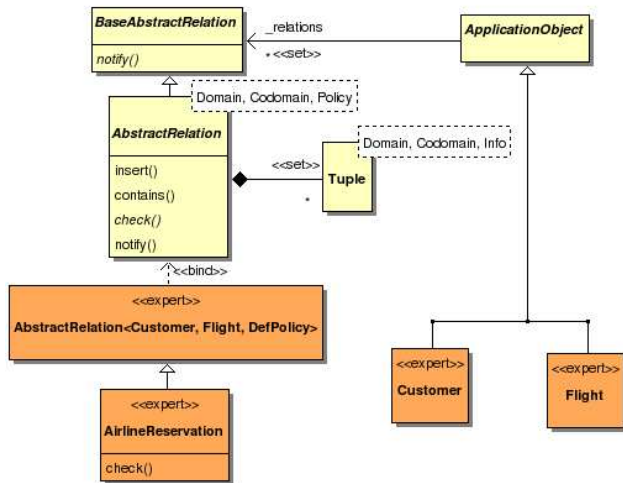 BaseAbstractRelation
notify()
_relations
* <<set>>
ApplicationObject
Domain, Codomain, Policy
AbstractRelation
insert()
contains()
check()
notify()
<<set>>
*
Domain, Codomain, Info
Tuple
<<bind>>
<<expert>>
AbstractRelation<Customer, Flight, DefPolicy>
<<expert>>
AirlineReservation
check()
<<expert>>
Customer
<<expert>>
Flight